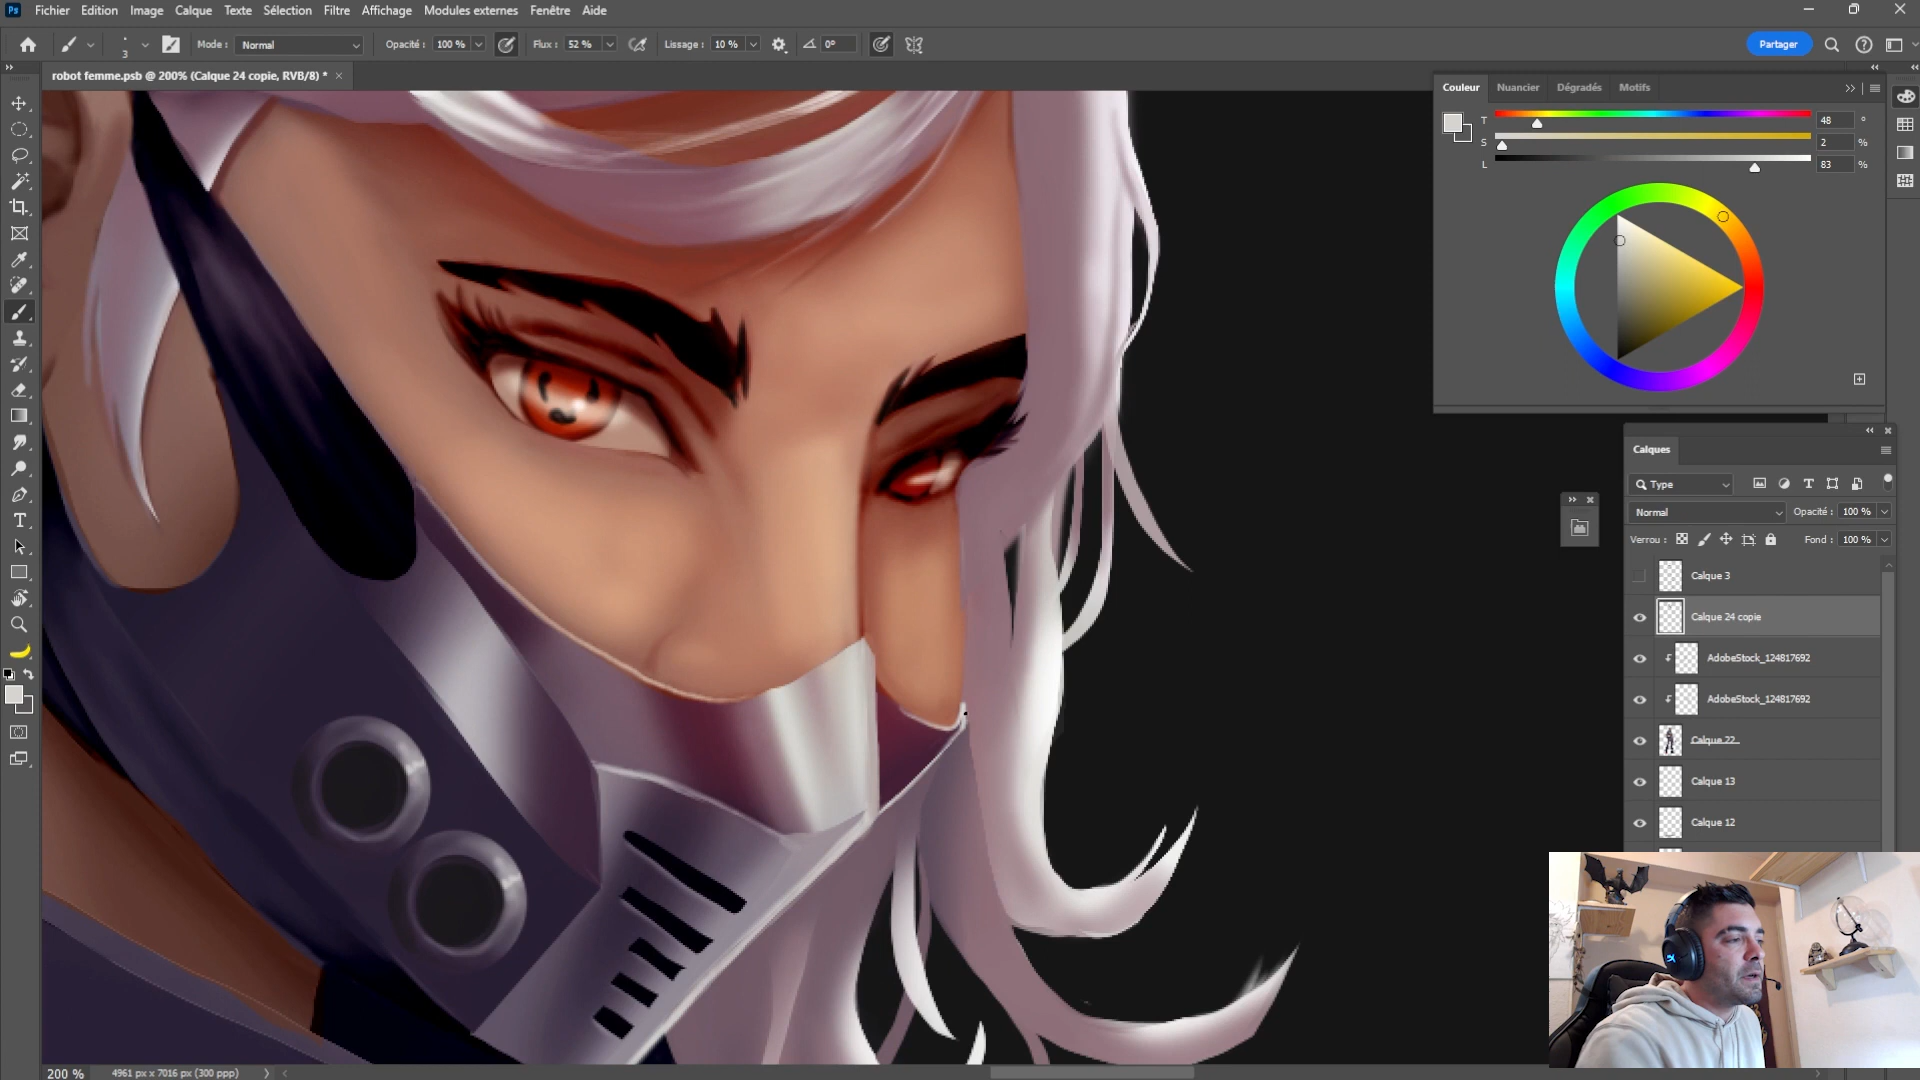 Ps Fichier Edition Image Calque Texte Sélection Filtre Affichage Modules externes Fenêtre Aide
3 Mode : Normal Opacité : 100 % Flux : 52 % Lissage : 10 % 0° Partager
robot femme.psb @ 200% (Calque 24 copie, RVB/8) * ×
Couleur Nuancier Dégradés Motifs
T 48 °
S 2 %
L 83 %
Calques
Type
Normal Opacité : 100 %
Verrou : Fond : 100 %
Calque 3
Calque 24 copie
AdobeStock_124817692
AdobeStock_124817692
Calque 22
Calque 13
Calque 12
200 % 4961 px x 7016 px (300 ppp)